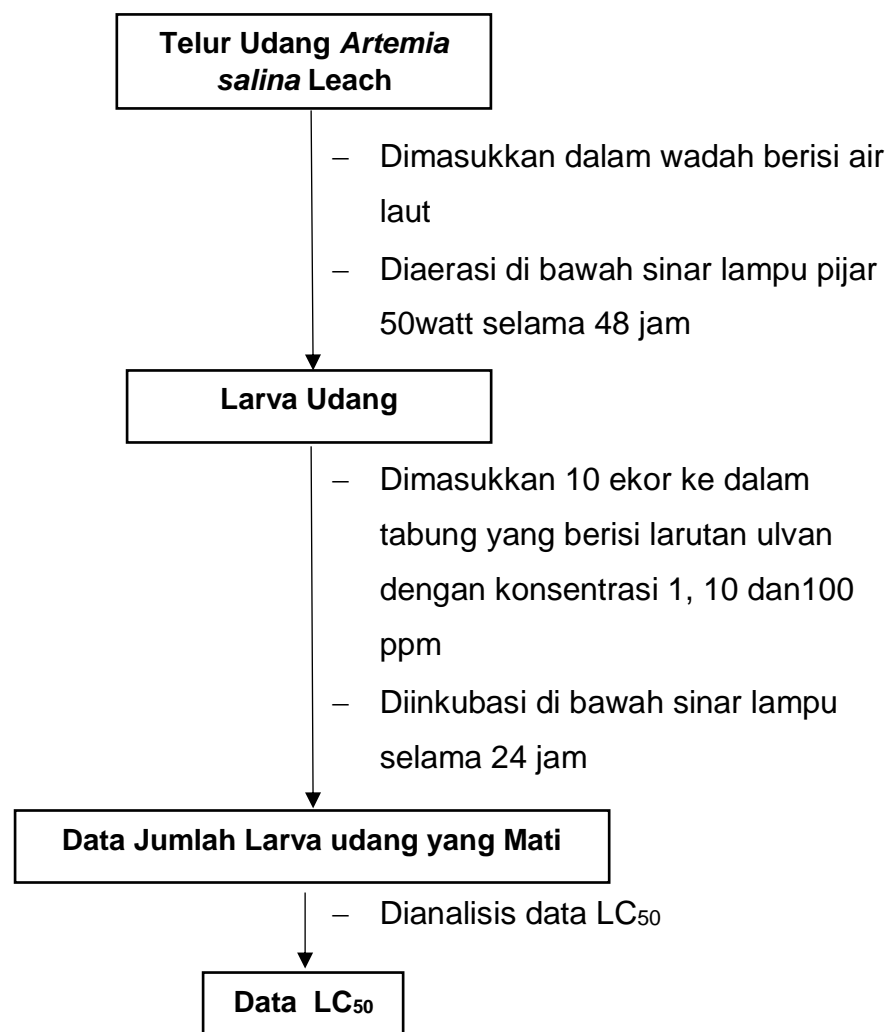 Telur Udang Artemia
salina Leach
– Dimasukkan dalam wadah berisi air
laut
– Diaerasi di bawah sinar lampu pijar
50watt selama 48 jam
Larva Udang
– Dimasukkan 10 ekor ke dalam
tabung yang berisi larutan ulvan
dengan konsentrasi 1, 10 dan100
ppm
– Diinkubasi di bawah sinar lampu
selama 24 jam
Data Jumlah Larva udang yang Mati
– Dianalisis data LC₅₀
Data LC₅₀